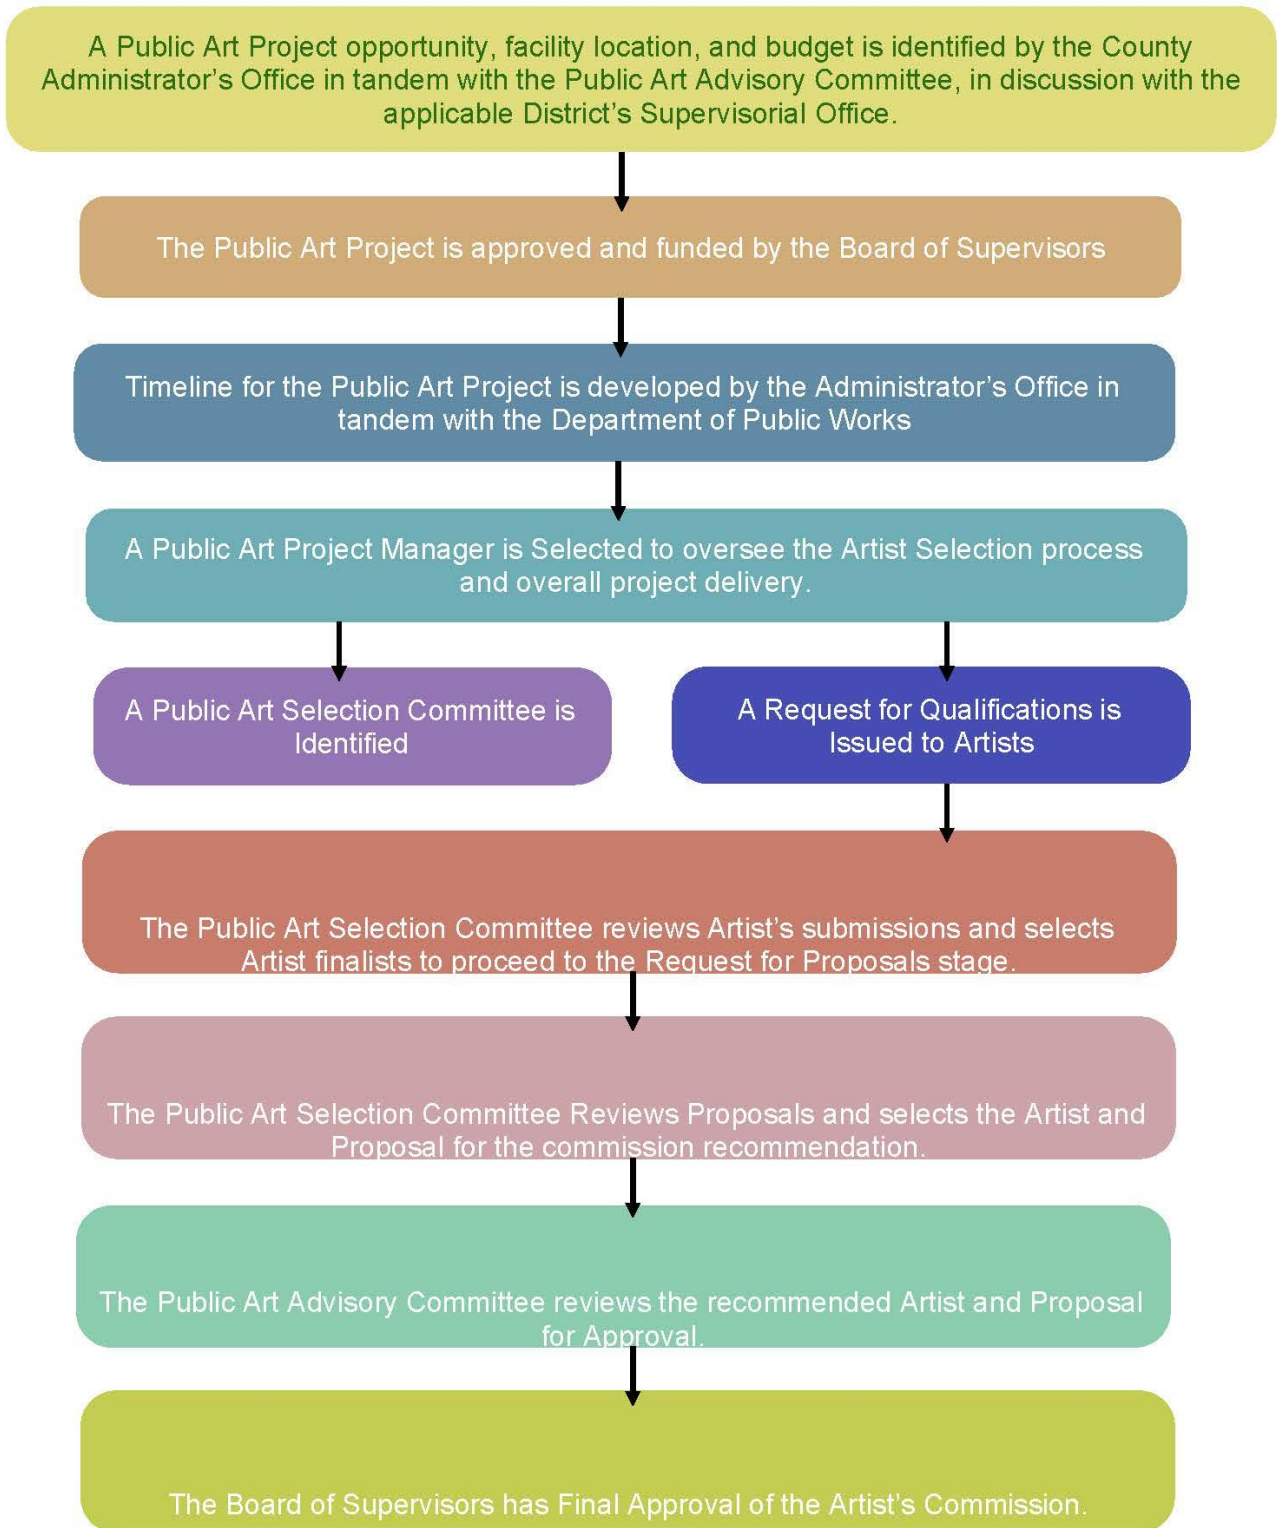 A Public Art Project opportunity, facility location, and budget is identified by the County
Administrator’s Office in tandem with the Public Art Advisory Committee, in discussion with the
applicable District’s Supervisorial Office.
The Public Art Project is approved and funded by the Board of Supervisors
Timeline for the Public Art Project is developed by the Administrator’s Office in
tandem with the Department of Public Works
A Public Art Project Manager is Selected to oversee the Artist Selection process
and overall project delivery.
A Public Art Selection Committee is
Identified
A Request for Qualifications is
Issued to Artists
The Public Art Selection Committee reviews Artist’s submissions and selects
Artist finalists to proceed to the Request for Proposals stage.
The Public Art Selection Committee Reviews Proposals and selects the Artist and
Proposal for the commission recommendation.
The Public Art Advisory Committee reviews the recommended Artist and Proposal
for Approval.
The Board of Supervisors has Final Approval of the Artist’s Commission.